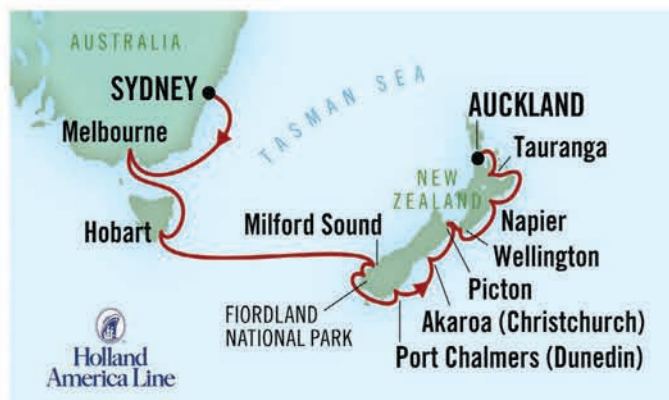 AUSTRALIA
SYDNEY
Melbourne
TASMAN SEA
AUCKLAND
Tauranga
NEW
ZEALAND
Hobart
Milford Sound
Napier
Wellington
Picton
FIORDLAND
NATIONAL PARK
Akaroa (Christchurch)
Port Chalmers (Dunedin)
Holland
America Line